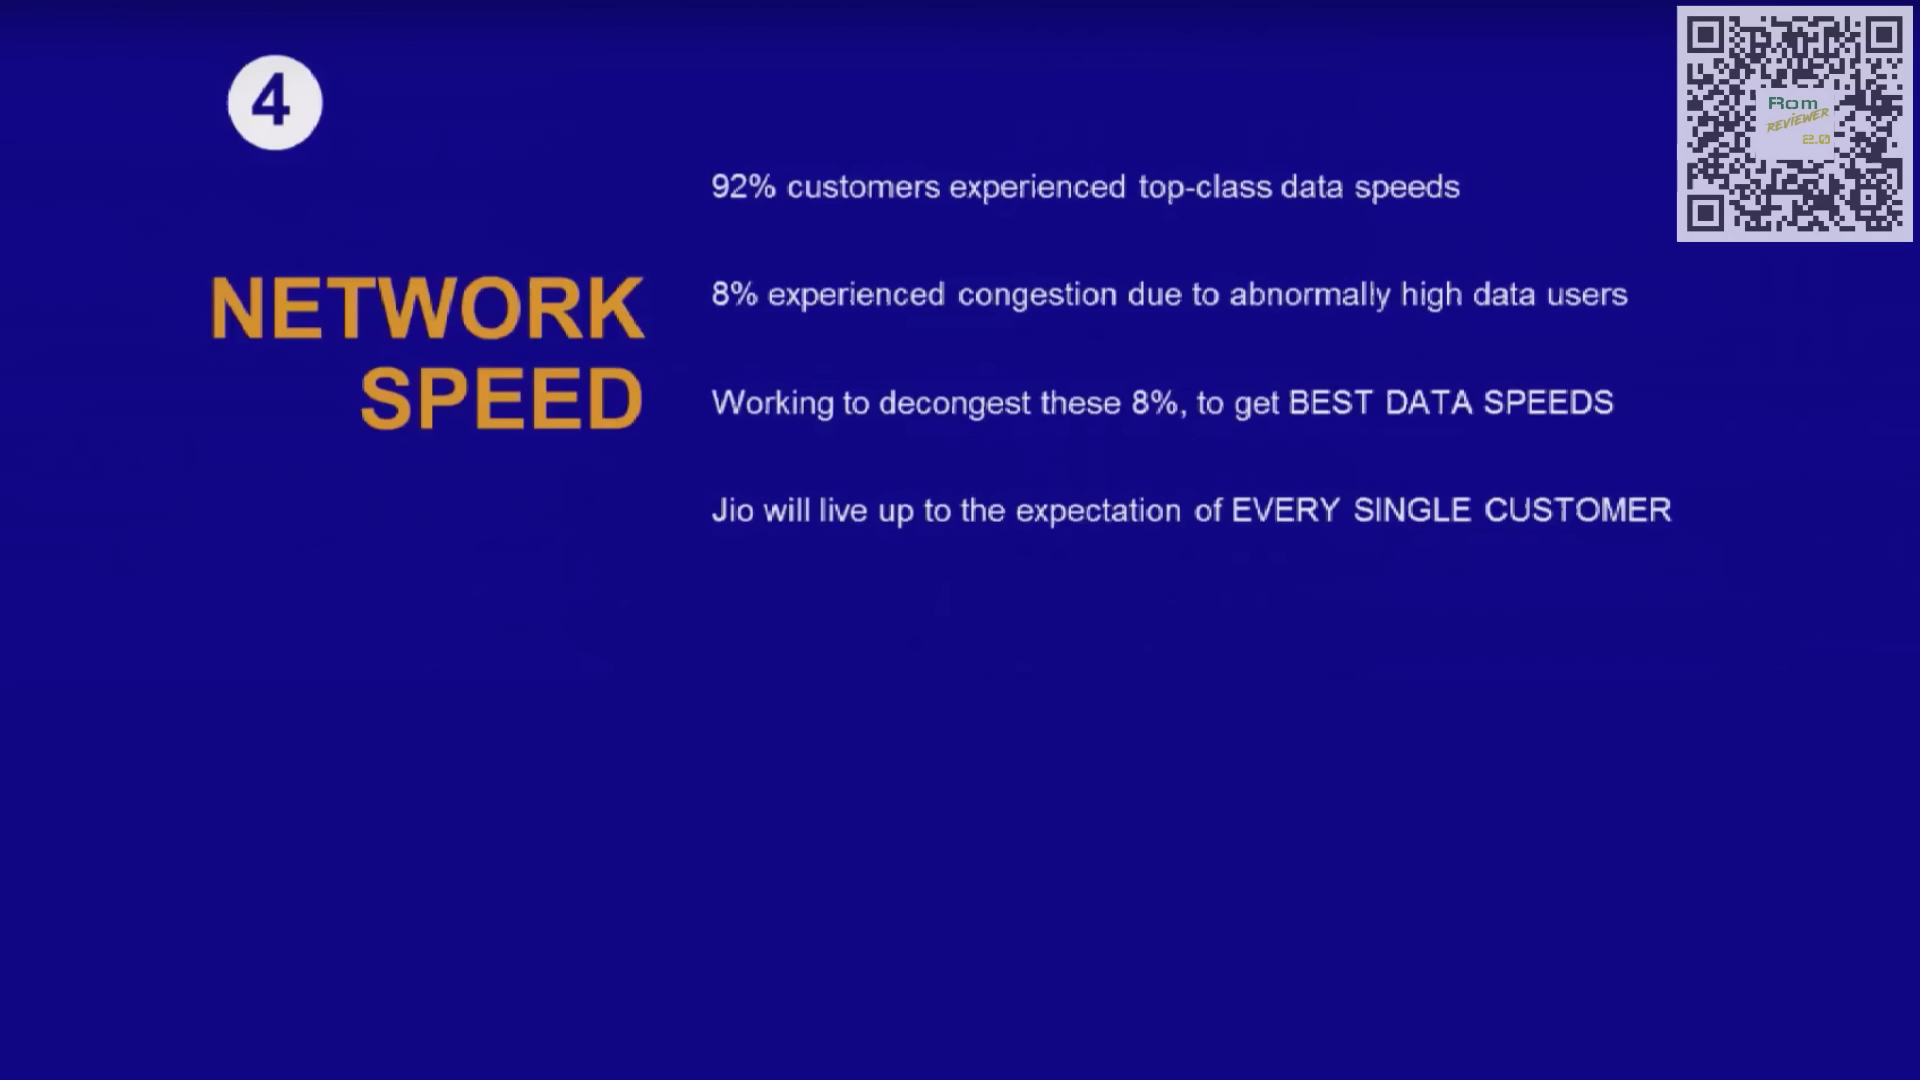 4
NETWORK
SPEED
92% customers experienced top-class data speeds
8% experienced congestion due to abnormally high data users
Working to decongest these 8%, to get BEST DATA SPEEDS
Jio will live up to the expectation of EVERY SINGLE CUSTOMER
Rom
REViEWER
2.0